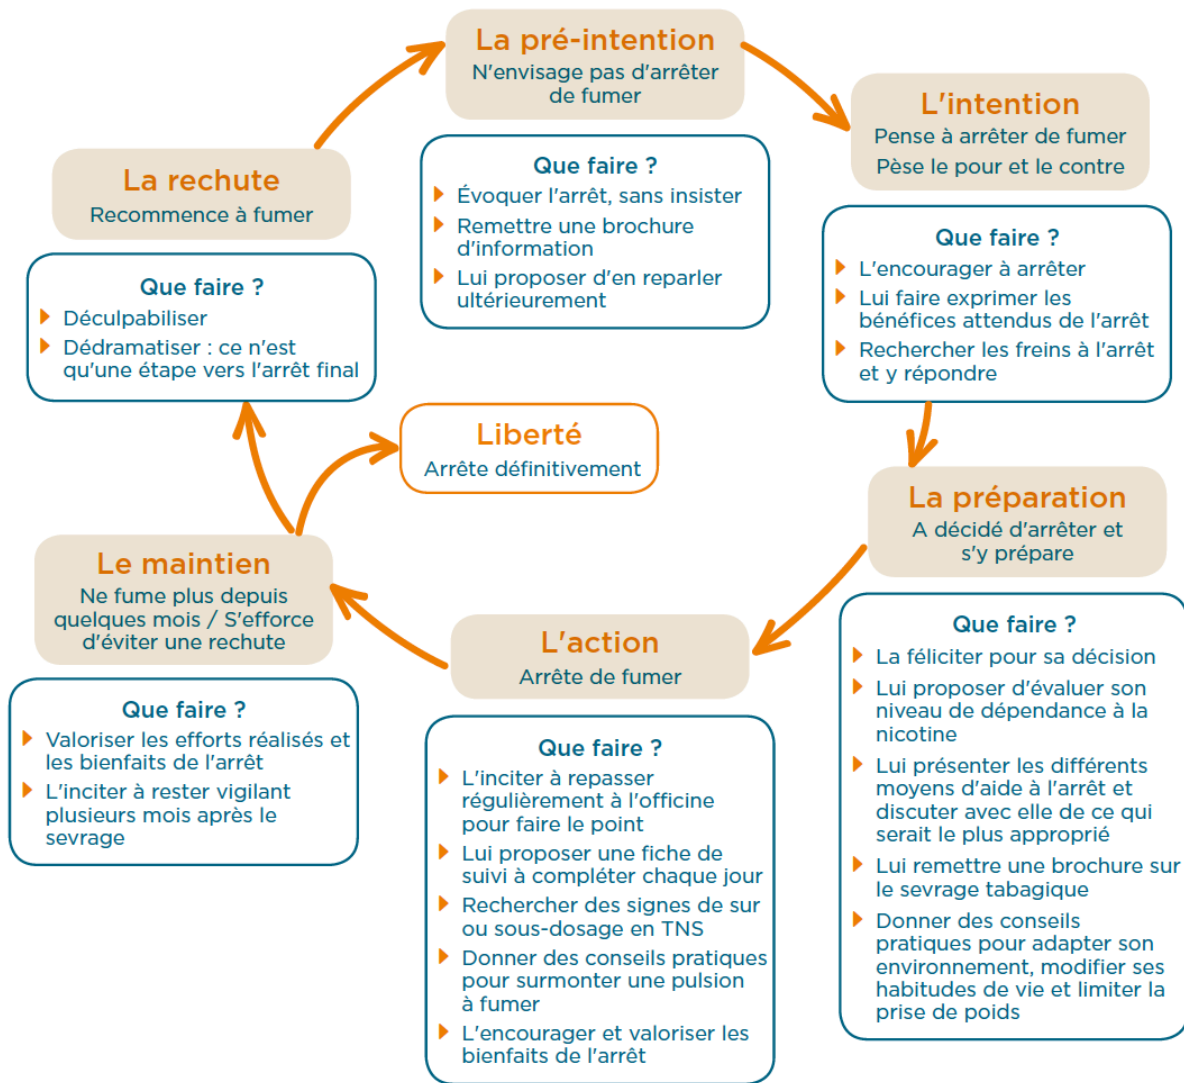 La pré-intention
N'envisage pas d'arrêter
de fumer
Que faire ?
Évoquer l'arrêt, sans insister
Remettre une brochure
d'information
Lui proposer d'en reparler
ultérieurement
L'intention
Pense à arrêter de fumer
Pèse le pour et le contre
Que faire ?
L'encourager à arrêter
Lui faire exprimer les
bénéfices attendus de l'arrêt
Rechercher les freins à l'arrêt
et y répondre
La préparation
A décidé d'arrêter et
s'y prépare
Que faire ?
La féliciter pour sa décision
Lui proposer d'évaluer son
niveau de dépendance à la
nicotine
Lui présenter les différents
moyens d'aide à l'arrêt et
discuter avec elle de ce qui
serait le plus approprié
Lui remettre une brochure sur
le sevrage tabagique
Donner des conseils
pratiques pour adapter son
environnement, modifier ses
habitudes de vie et limiter la
prise de poids
L'action
Arrête de fumer
Que faire ?
L'inciter à repasser
régulièrement à l'officine
pour faire le point
Lui proposer une fiche de
suivi à compléter chaque jour
Rechercher des signes de sur
ou sous-dosage en TNS
Donner des conseils pratiques
pour surmonter une pulsion
à fumer
L'encourager et valoriser les
bienfaits de l'arrêt
Le maintien
Ne fume plus depuis
quelques mois / S'efforce
d'éviter une rechute
Que faire ?
Valoriser les efforts réalisés et
les bienfaits de l'arrêt
L'inciter à rester vigilant
plusieurs mois après le
sevrage
Liberté
Arrête définitivement
La rechute
Recommence à fumer
Que faire ?
Déculpabiliser
Dédramatiser : ce n'est
qu'une étape vers l'arrêt final